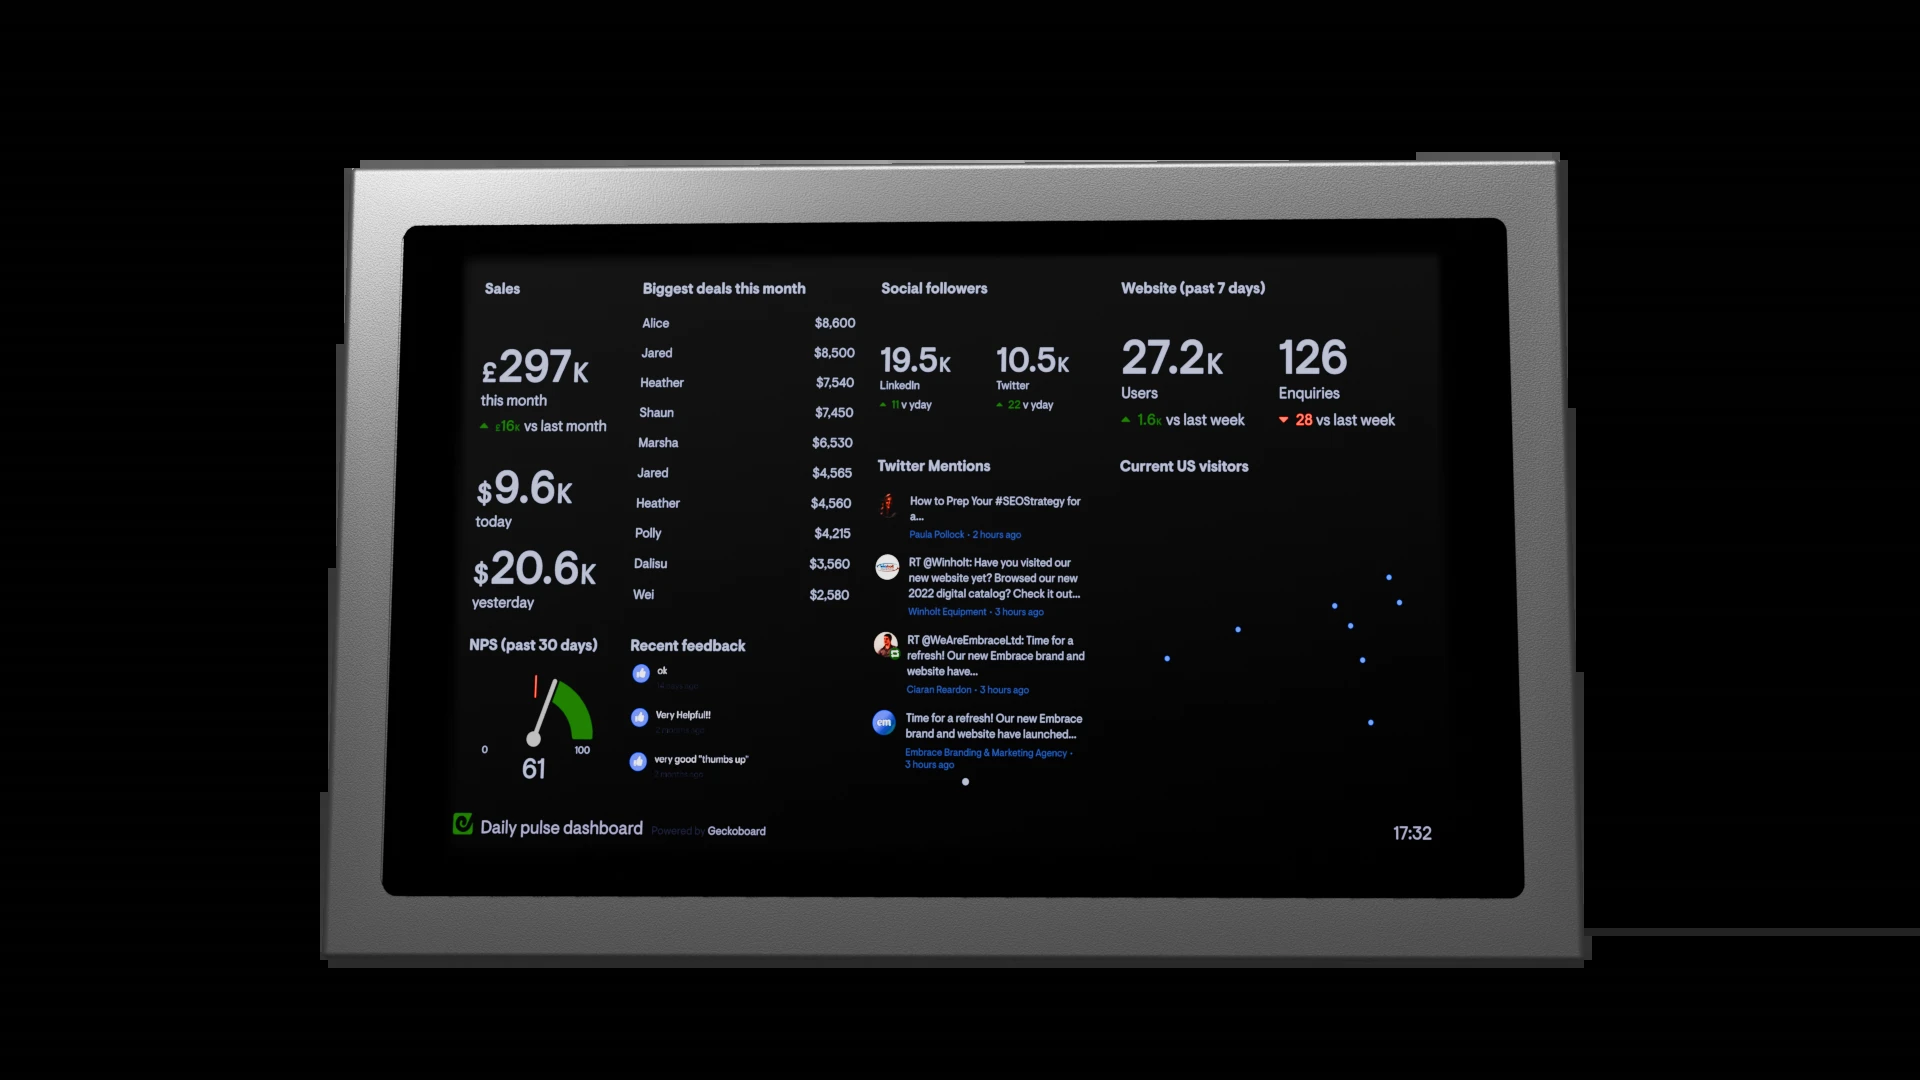 Sales
£297K
this month
£16K vs last month
$9.6K
today
$20.6K
yesterday
NPS (past 30 days)
0
100
61
Biggest deals this month
Alice $8,600
Jared $8,500
Heather $7,540
Shaun $7,450
Marsha $6,530
Jared $4,565
Heather $4,560
Polly $4,215
Dalisu $3,560
Wei $2,580
Recent feedback
ok
Very Helpful!!
very good "thumbs up"
Social followers
19.5K
LinkedIn
11 v yday
10.5K
Twitter
22 v yday
Twitter Mentions
How to Prep Your #SEOStrategy for
a...
Paula Pollock · 2 hours ago
RT @Winholt: Have you visited our
new website yet? Browsed our new
2022 digital catalog? Check it out...
Winholt Equipment · 3 hours ago
RT @WeAreEmbraceLtd: Time for a
refresh! Our new Embrace brand and
website have...
Ciaran Reardon · 3 hours ago
em
Time for a refresh! Our new Embrace
brand and website have launched...
Embrace Branding & Marketing Agency ·
3 hours ago
Website (past 7 days)
27.2K
Users
1.6K vs last week
126
Enquiries
28 vs last week
Current US visitors
Daily pulse dashboard Powered by Geckoboard
17:32